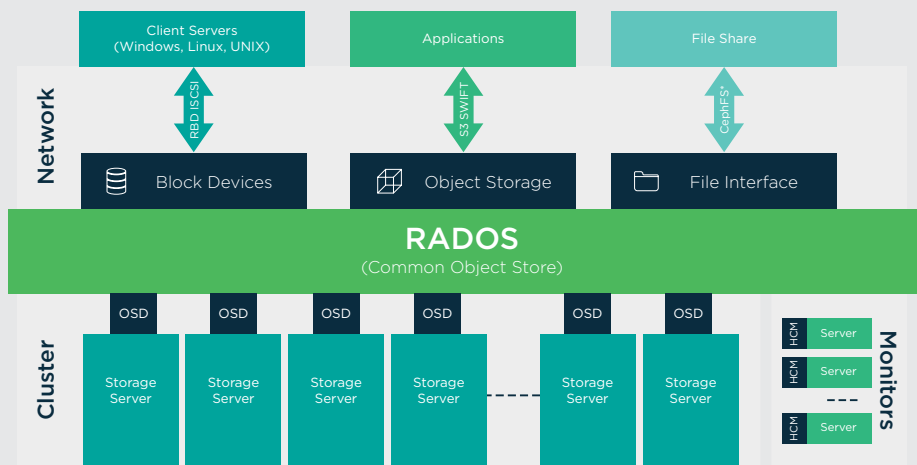 Client Servers
(Windows, Linux, UNIX)
Applications
File Share
Network
RBD ISCSI
S3 SWIFT
CephFS*
Block Devices
Object Storage
File Interface
RADOS
(Common Object Store)
Cluster
OSD
OSD
OSD
OSD
OSD
OSD
Storage
Server
Storage
Server
Storage
Server
Storage
Server
Storage
Server
Storage
Server
HCM
Server
HCM
Server
HCM
Server
Monitors